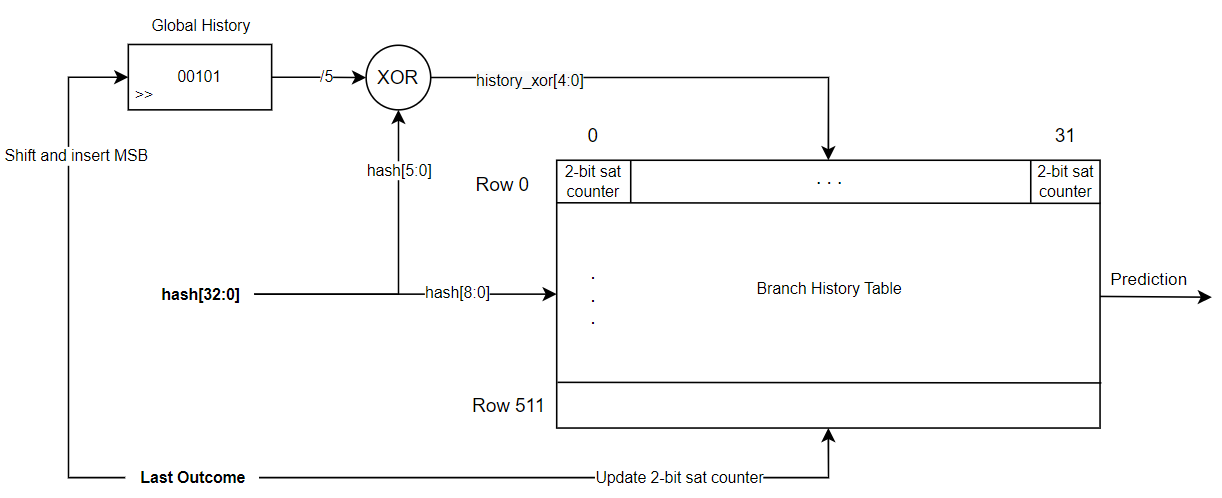 Global History
00101
>>
/5
XOR
history_xor[4:0]
Shift and insert MSB
hash[5:0]
0
31
Row 0
2-bit sat
counter
. . .
2-bit sat
counter
hash[32:0]
hash[8:0]
.
.
.
Branch History Table
Prediction
Row 511
Last Outcome
Update 2-bit sat counter